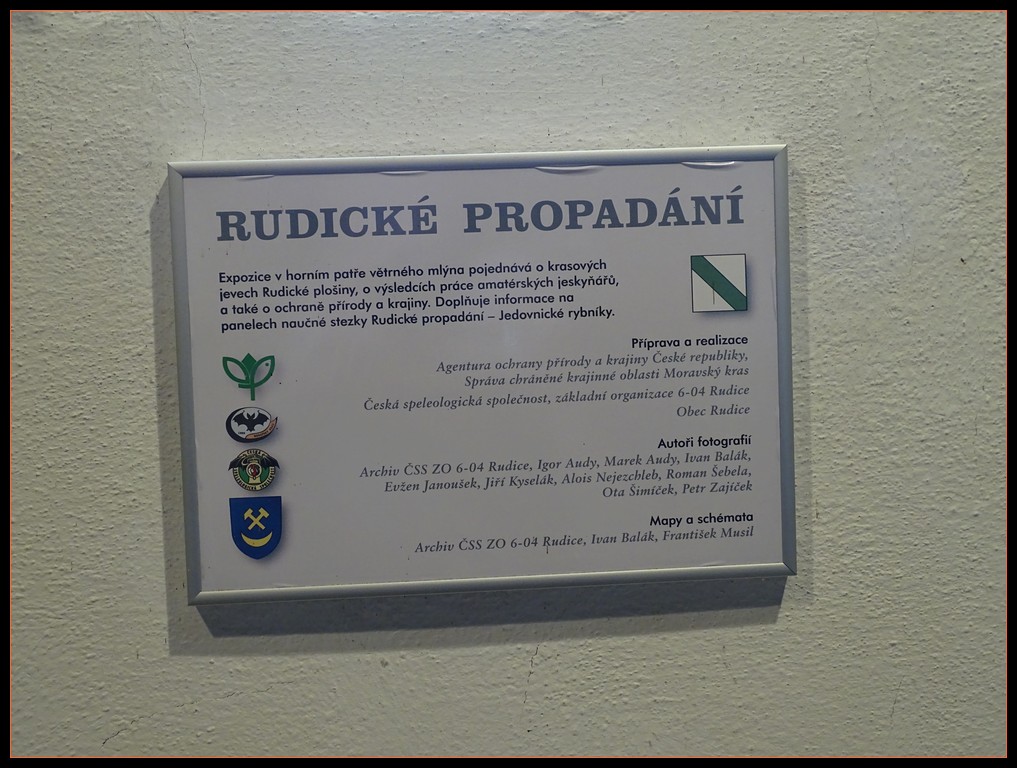 RUDICKÉ PROPADÁNÍ
Expozice v horním patře větrného mlýna pojednává o krasových
jevech Rudické plošiny, o výsledcích práce amatérských jeskyňářů,
a také o ochraně přírody a krajiny. Doplňuje informace na
panelech naučné stezky Rudické propadání – Jedovnické rybníky.
Příprava a realizace
Agentura ochrany přírody a krajiny České republiky,
Správa chráněné krajinné oblasti Moravský kras
Česká speleologická společnost, základní organizace 6-04 Rudice
Obec Rudice
Autoři fotografií
Archiv ČSS ZO 6-04 Rudice, Igor Audy, Marek Audy, Ivan Balák,
Evžen Janoušek, Jiří Kyselák, Alois Nejezchleb, Roman Šebela,
Ota Šimíček, Petr Zajíček
Mapy a schémata
Archiv ČSS ZO 6-04 Rudice, Ivan Balák, František Musil